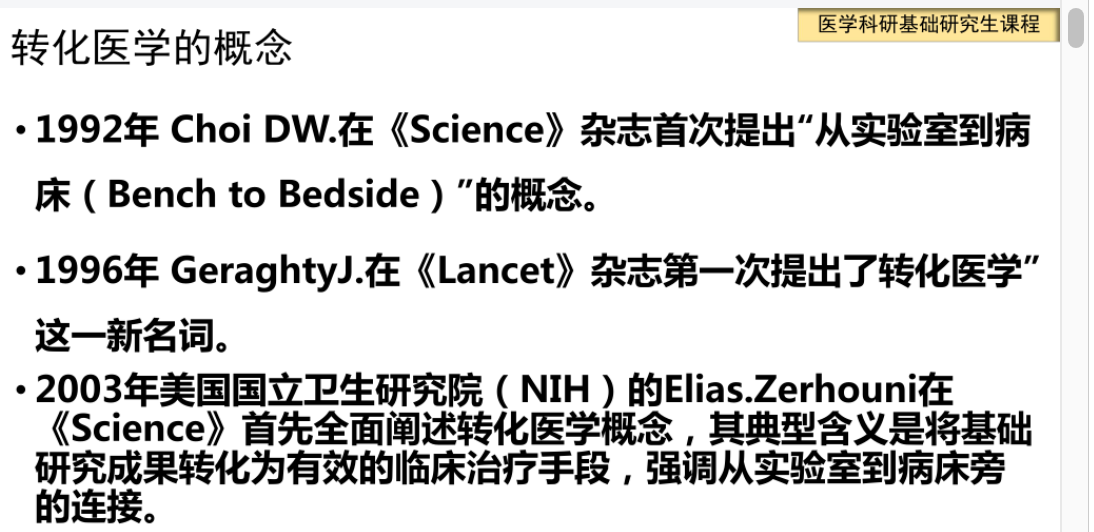 医学科研基础研究生课程
转化医学的概念
• 1992年 Choi DW.在《Science》杂志首次提出“从实验室到病
床（Bench to Bedside）”的概念。
• 1996年 GeraghtyJ.在《Lancet》杂志第一次提出了转化医学”
这一新名词。
• 2003年美国国立卫生研究院（NIH）的Elias.Zerhouni在
《Science》首先全面阐述转化医学概念，其典型含义是将基础
研究成果转化为有效的临床治疗手段，强调从实验室到病床旁
的连接。